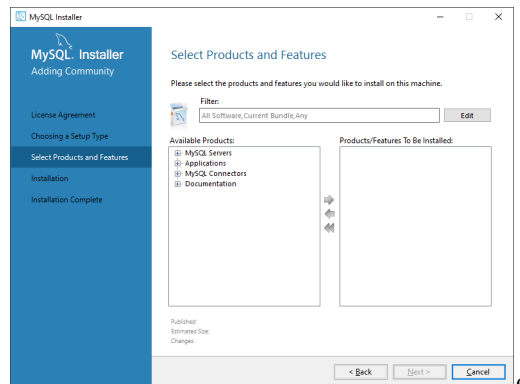 MySQL Installer
MySQL. Installer
Adding Community
License Agreement
Choosing a Setup Type
Select Products and Features
Installation
Installation Complete
Select Products and Features
Please select the products and features you would like to install on this machine.
Filter:
All Software,Current Bundle,Any
Edit
Available Products:
MySQL Servers
Applications
MySQL Connectors
Documentation
Products/Features To Be Installed:
Published:
Estimated Size:
Changes:
< Back
Next >
Cancel